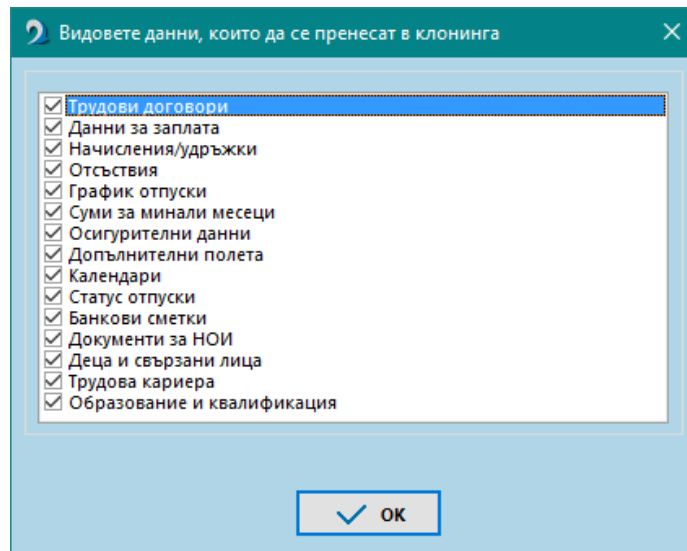 Видовете данни, които да се пренесат в клонинга
Трудови договори
Данни за заплата
Начисления/удръжки
Отсъствия
График отпуски
Суми за минали месеци
Осигурителни данни
Допълнителни полета
Календари
Статус отпуски
Банкови сметки
Документи за НОИ
Деца и свързани лица
Трудова кариера
Образование и квалификация
ОК